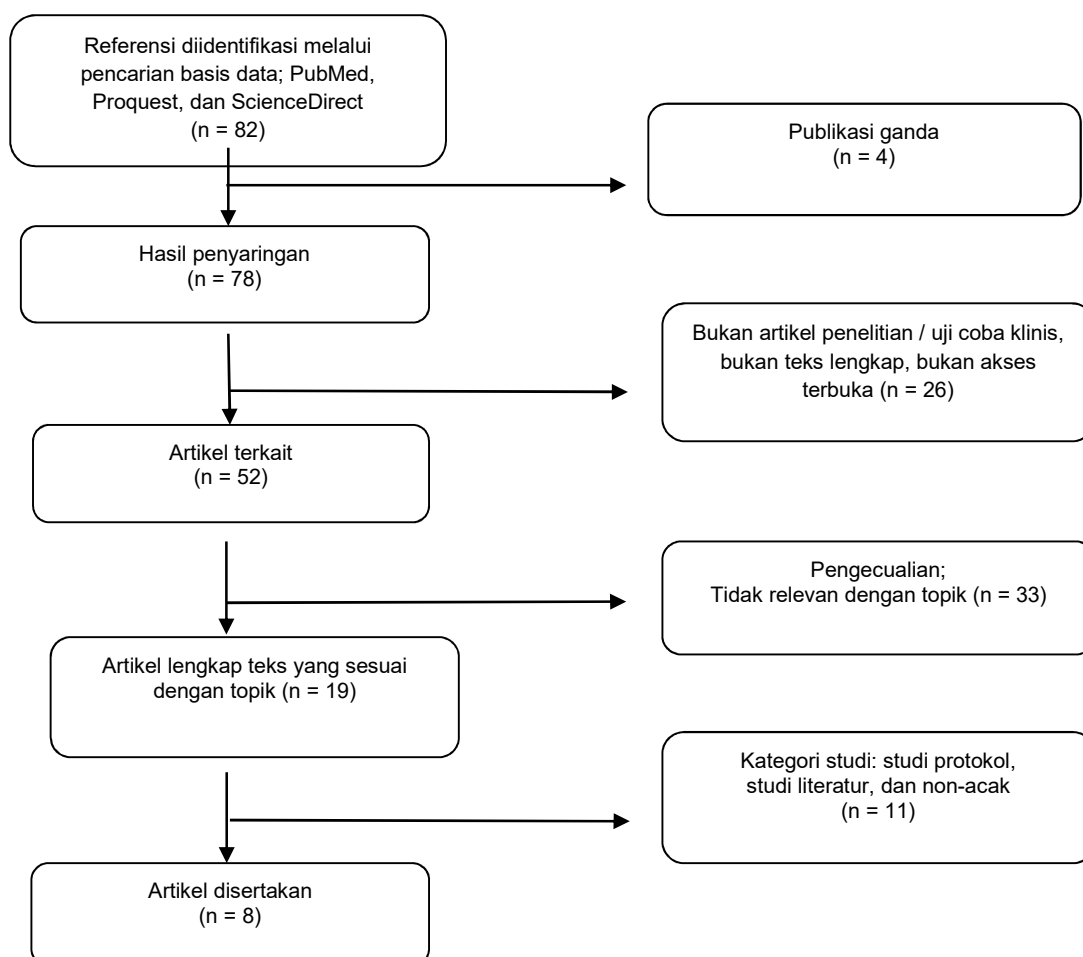 Referensi diidentifikasi melalui
pencarian basis data; PubMed,
Proquest, dan ScienceDirect
(n = 82)
Publikasi ganda
(n = 4)
Hasil penyaringan
(n = 78)
Bukan artikel penelitian / uji coba klinis,
bukan teks lengkap, bukan akses
terbuka (n = 26)
Artikel terkait
(n = 52)
Pengecualian;
Tidak relevan dengan topik (n = 33)
Artikel lengkap teks yang sesuai
dengan topik (n = 19)
Kategori studi: studi protokol,
studi literatur, dan non-acak
(n = 11)
Artikel disertakan
(n = 8)